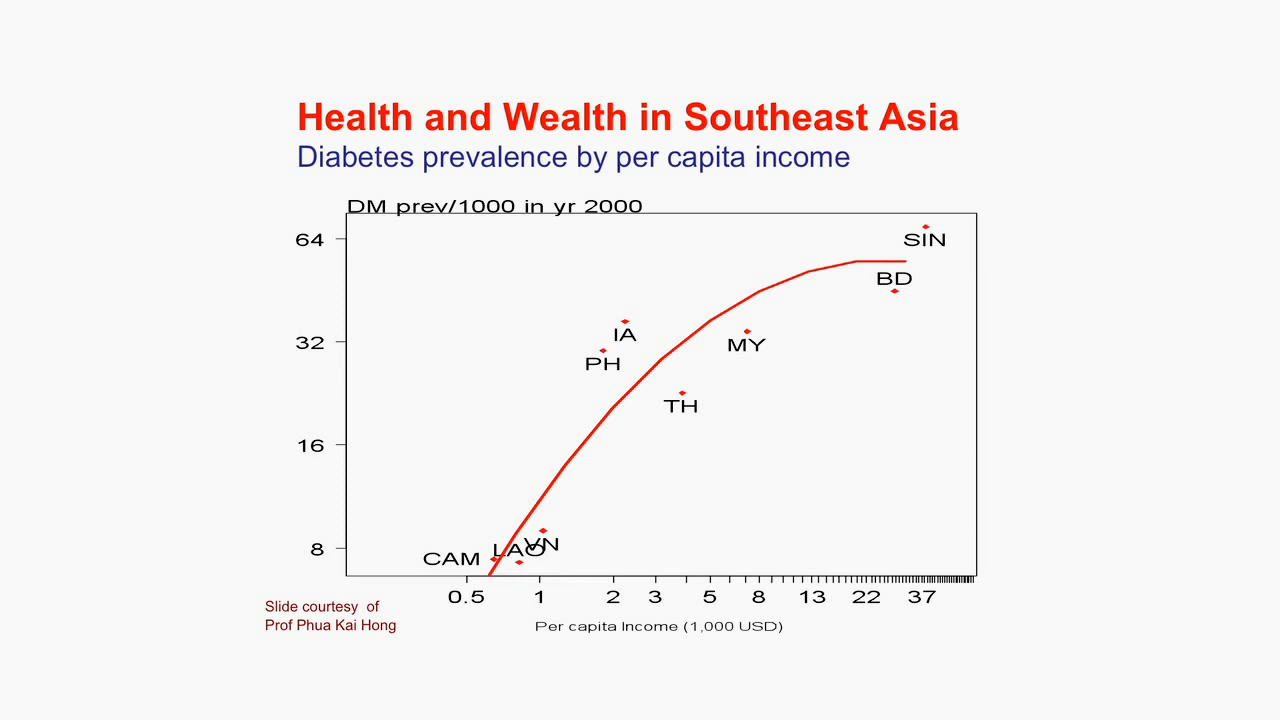 Health and Wealth in Southeast Asia
Diabetes prevalence by per capita income
DM prev/1000 in yr 2000
64
SIN
BD
IA
32
MY
PH
TH
16
VN
LAO
8
CAM
0.5 1 2 3 5 8 13 22 37
Per capita Income (1,000 USD)
Slide courtesy of
Prof Phua Kai Hong